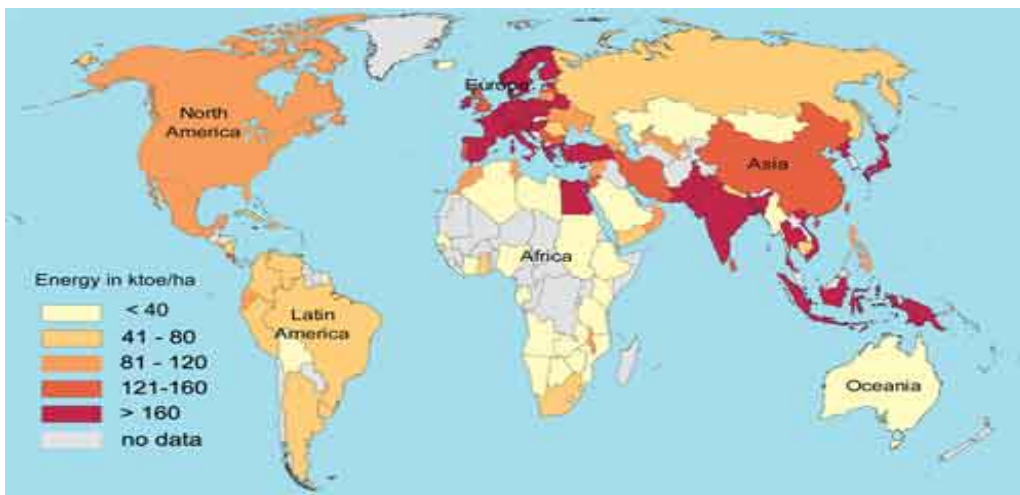 Europe
North
America
Asia
Africa
Energy in ktoe/ha
< 40
41 - 80
81 - 120
121-160
> 160
no data
Latin
America
Oceania